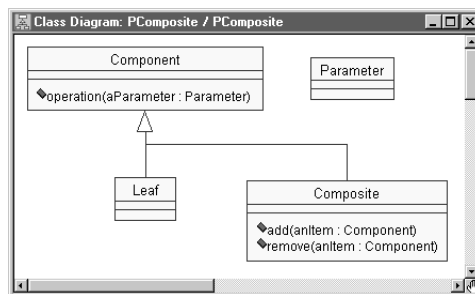 Class Diagram: PComposite / PComposite
Component
operation(aParameter : Parameter)
Parameter
Leaf
Composite
add(anItem : Component)
remove(anItem : Component)